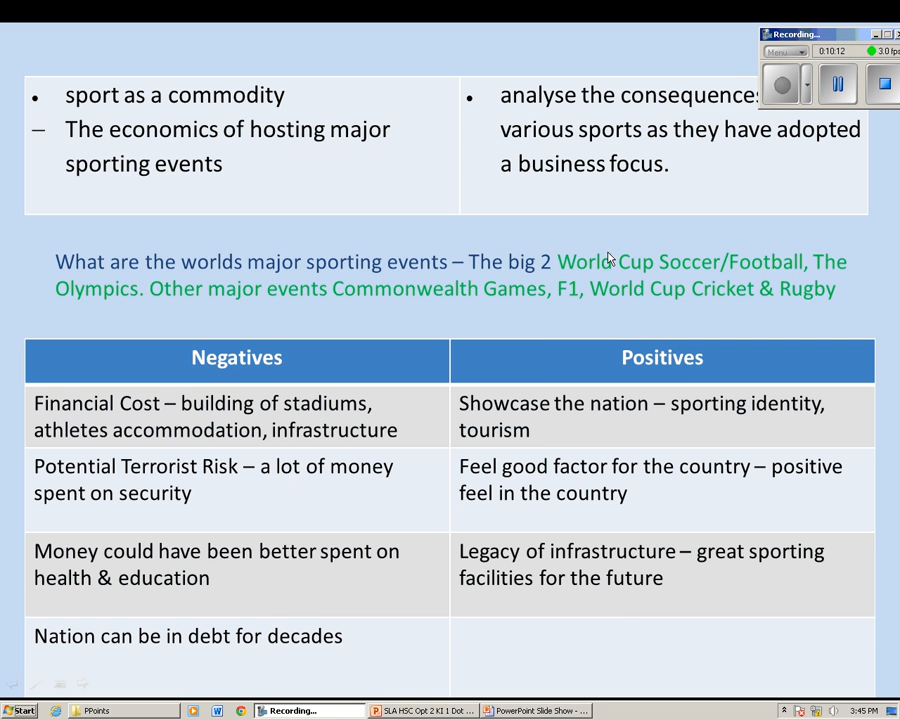 Recording...
Menu
0:10:12
3.0 fps
• sport as a commodity
– The economics of hosting major
sporting events
• analyse the consequences
various sports as they have adopted
a business focus.
What are the worlds major sporting events – The big 2 World Cup Soccer/Football, The
Olympics. Other major events Commonwealth Games, F1, World Cup Cricket & Rugby
Negatives
Positives
Financial Cost – building of stadiums,
athletes accommodation, infrastructure
Showcase the nation – sporting identity,
tourism
Potential Terrorist Risk – a lot of money
spent on security
Feel good factor for the country – positive
feel in the country
Money could have been better spent on
health & education
Legacy of infrastructure – great sporting
facilities for the future
Nation can be in debt for decades
Start
PPoints
Recording...
SLA HSC Opt 2 KI 1 Dot ...
PowerPoint Slide Show - ...
3:45 PM